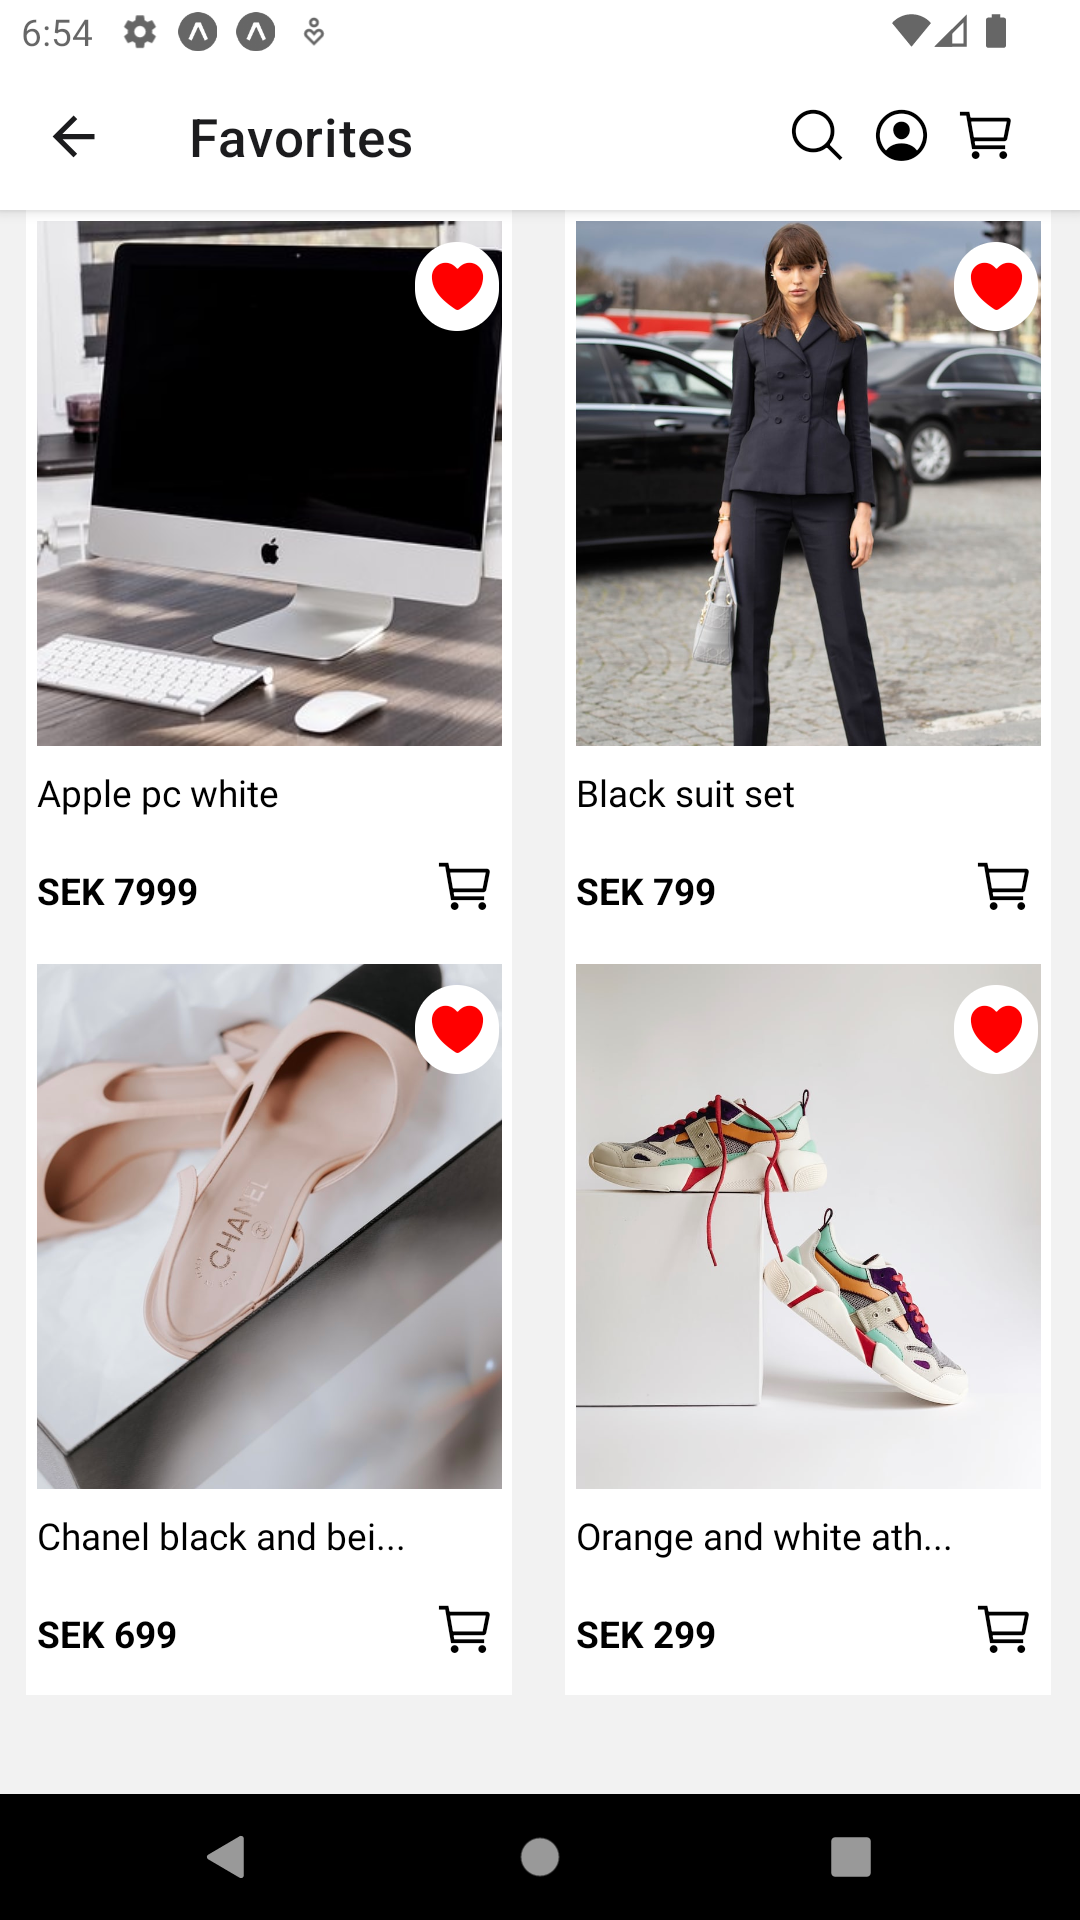 6:54
Favorites
Apple pc white
Black suit set
SEK 7999
SEK 799
CHANEL
Chanel black and bei...
Orange and white ath...
SEK 699
SEK 299